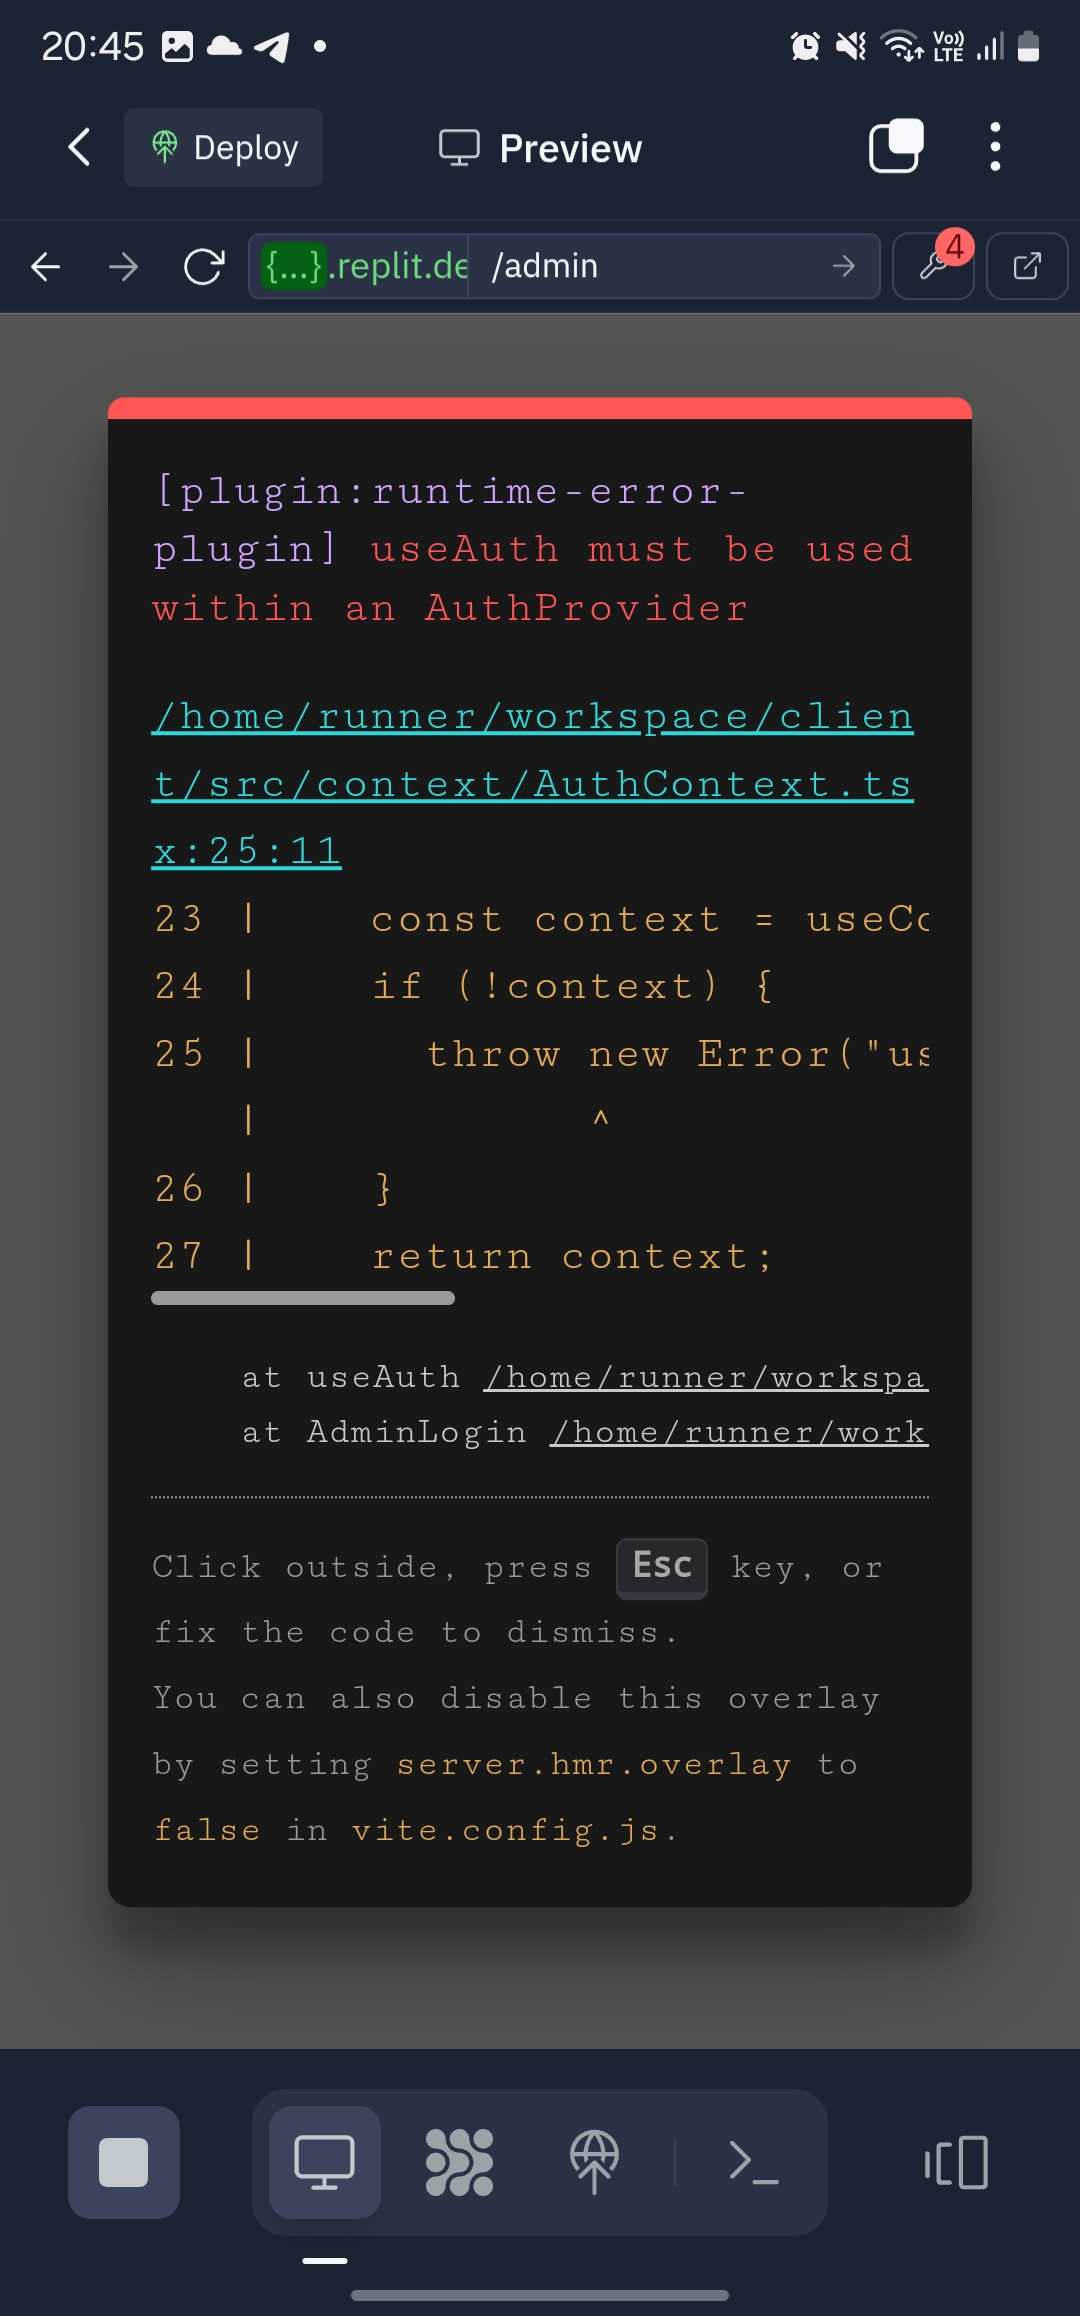 20:45
Vo)) LTE
Deploy
Preview
{...}.replit.de /admin
4
[plugin:runtime-error-
plugin] useAuth must be used
within an AuthProvider
/home/runner/workspace/clien
t/src/context/AuthContext.ts
x:25:11
23 |    const context = useCo
24 |    if (!context) {
25 |      throw new Error("us
   |            ^
26 |    }
27 |    return context;
at useAuth /home/runner/workspa
at AdminLogin /home/runner/work
Click outside, press Esc key, or
fix the code to dismiss.
You can also disable this overlay
by setting server.hmr.overlay to
false in vite.config.js.